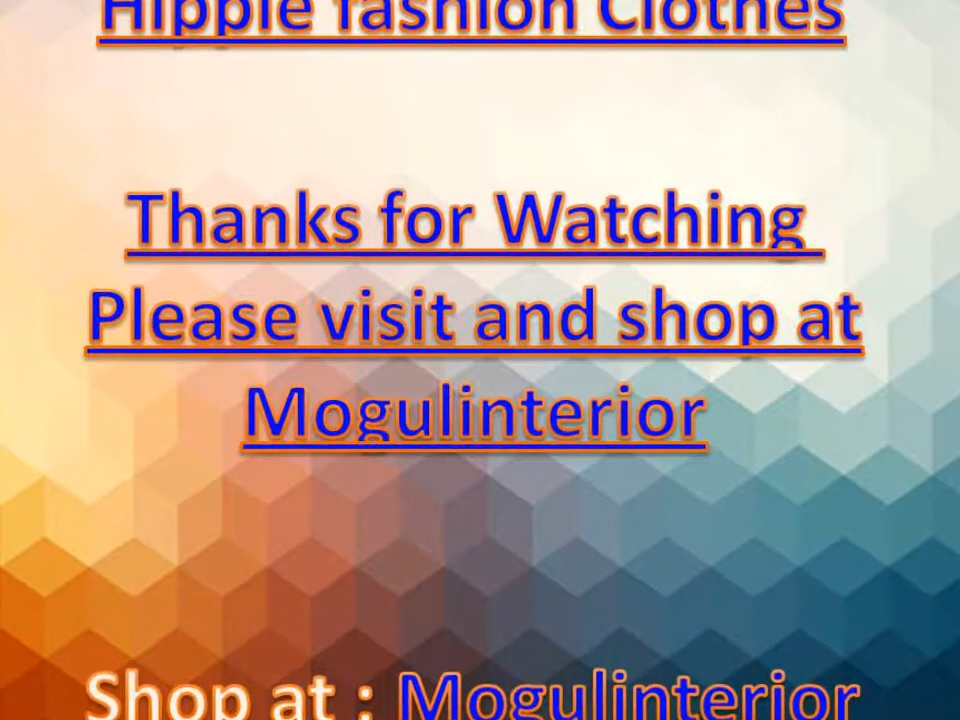 Hippie fashion Clothes
Thanks for Watching
Please visit and shop at
Mogulinterior
Shop at : Mogulinterior